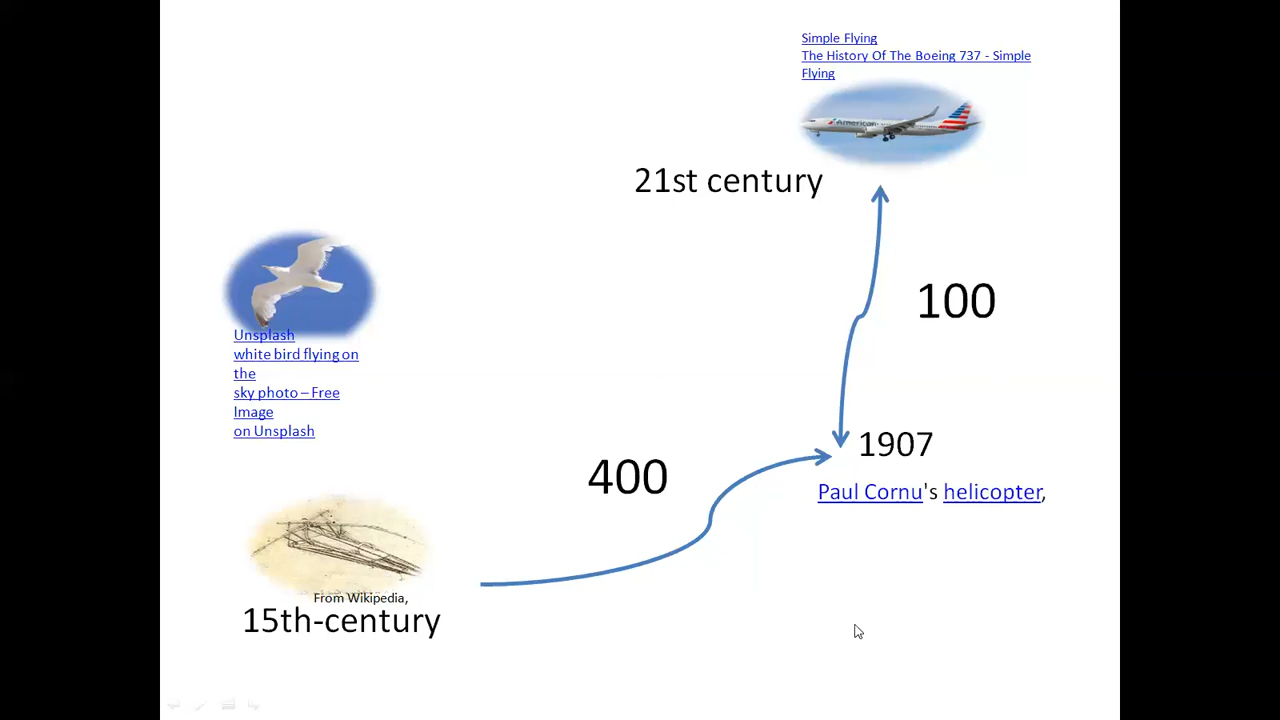 Simple Flying
The History Of The Boeing 737 - Simple
Flying
American
21st century
100
Unsplash
white bird flying on
the
sky photo – Free
Image
on Unsplash
400
1907
Paul Cornu's helicopter,
From Wikipedia,
15th-century